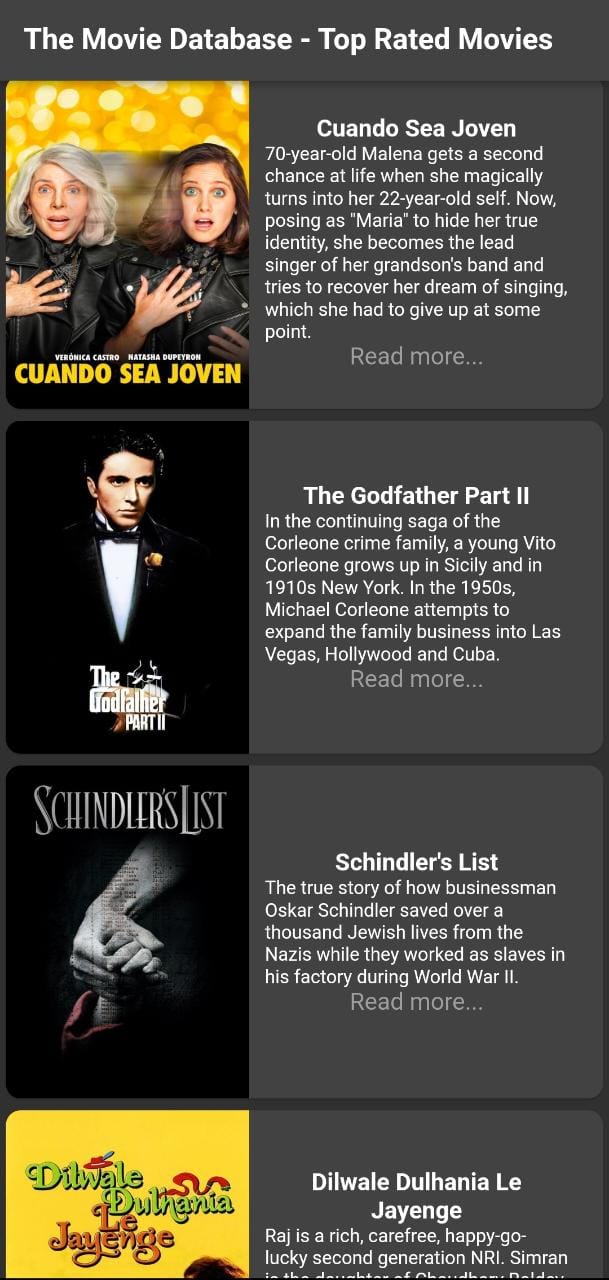 The Movie Database - Top Rated Movies
VERÓNICA CASTRO NATASHA DUPEYRON
CUANDO SEA JOVEN
Cuando Sea Joven
70-year-old Malena gets a second
chance at life when she magically
turns into her 22-year-old self. Now,
posing as "Maria" to hide her true
identity, she becomes the lead
singer of her grandson's band and
tries to recover her dream of singing,
which she had to give up at some
point.
Read more...
The
Godfather
PART II
The Godfather Part II
In the continuing saga of the
Corleone crime family, a young Vito
Corleone grows up in Sicily and in
1910s New York. In the 1950s,
Michael Corleone attempts to
expand the family business into Las
Vegas, Hollywood and Cuba.
Read more...
SCHINDLER'S LIST
Schindler's List
The true story of how businessman
Oskar Schindler saved over a
thousand Jewish lives from the
Nazis while they worked as slaves in
his factory during World War II.
Read more...
Dilwale
Dulhania
Le
Jayenge
Dilwale Dulhania Le
Jayenge
Raj is a rich, carefree, happy-go-
lucky second generation NRI. Simran
is the daughter of Chaudhary Baldev